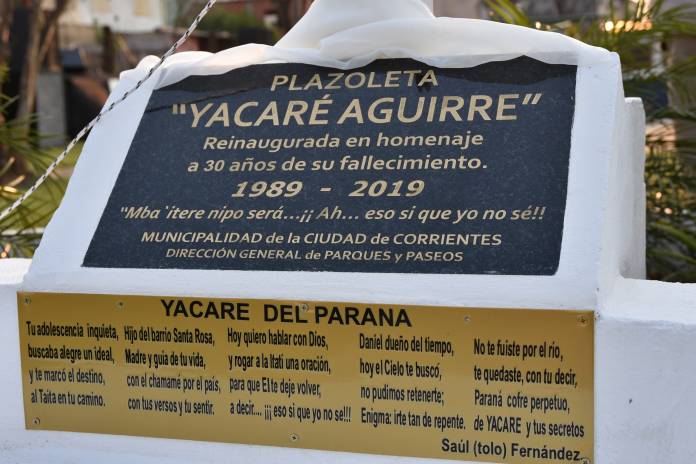 PLAZOLETA
"YACARÉ AGUIRRE"
Reinaugurada en homenaje
a 30 años de su fallecimiento.
1989 - 2019
"Mba´itere nipo será...¡¡ Ah... eso si que yo no sé!!
MUNICIPALIDAD de la CIUDAD de CORRIENTES
DIRECCIÓN GENERAL de PARQUES y PASEOS
YACARE DEL PARANA
Tu adolescencia inquieta,
buscaba alegre un ideal,
y te marcó el destino,
al Taita en tu camino.
Hijo del barrio Santa Rosa,
Madre y guia de tu vida,
con el chamamé por el país,
con tus versos y tu sentir.
Hoy quiero hablar con Dios,
y rogar a la Itatí una oración,
para que El te deje volver,
a decir.... ¡¡¡ eso si que yo no se!!!
Daniel dueño del tiempo,
hoy el Cielo te buscó,
no pudimos retenerte;
Enigma: irte tan de repente.
No te fuiste por el rio,
te quedaste, con tu decir,
Paraná cofre perpetuo,
de YACARE y tus secretos
Saúl (tolo) Fernández.